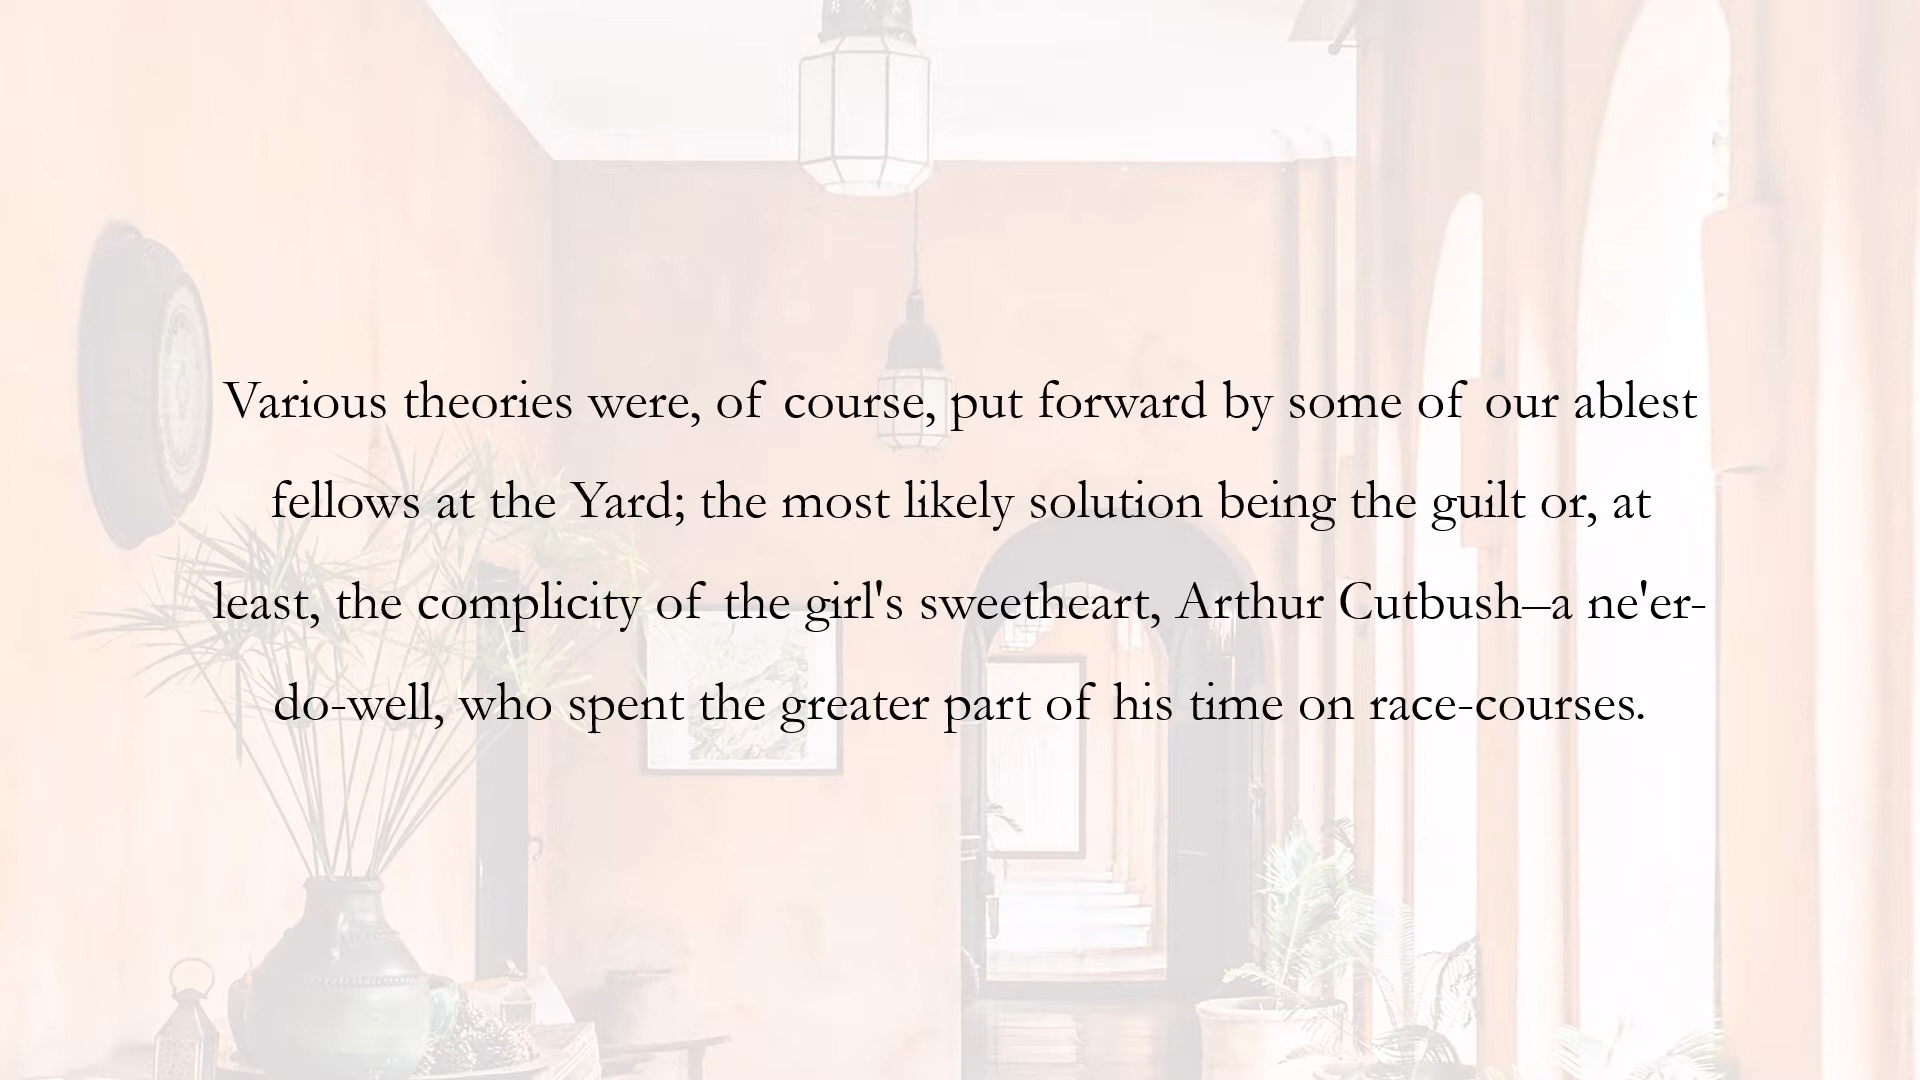 Various theories were, of course, put forward by some of our ablest
fellows at the Yard; the most likely solution being the guilt or, at
least, the complicity of the girl's sweetheart, Arthur Cutbush—a ne'er-
do-well, who spent the greater part of his time on race-courses.